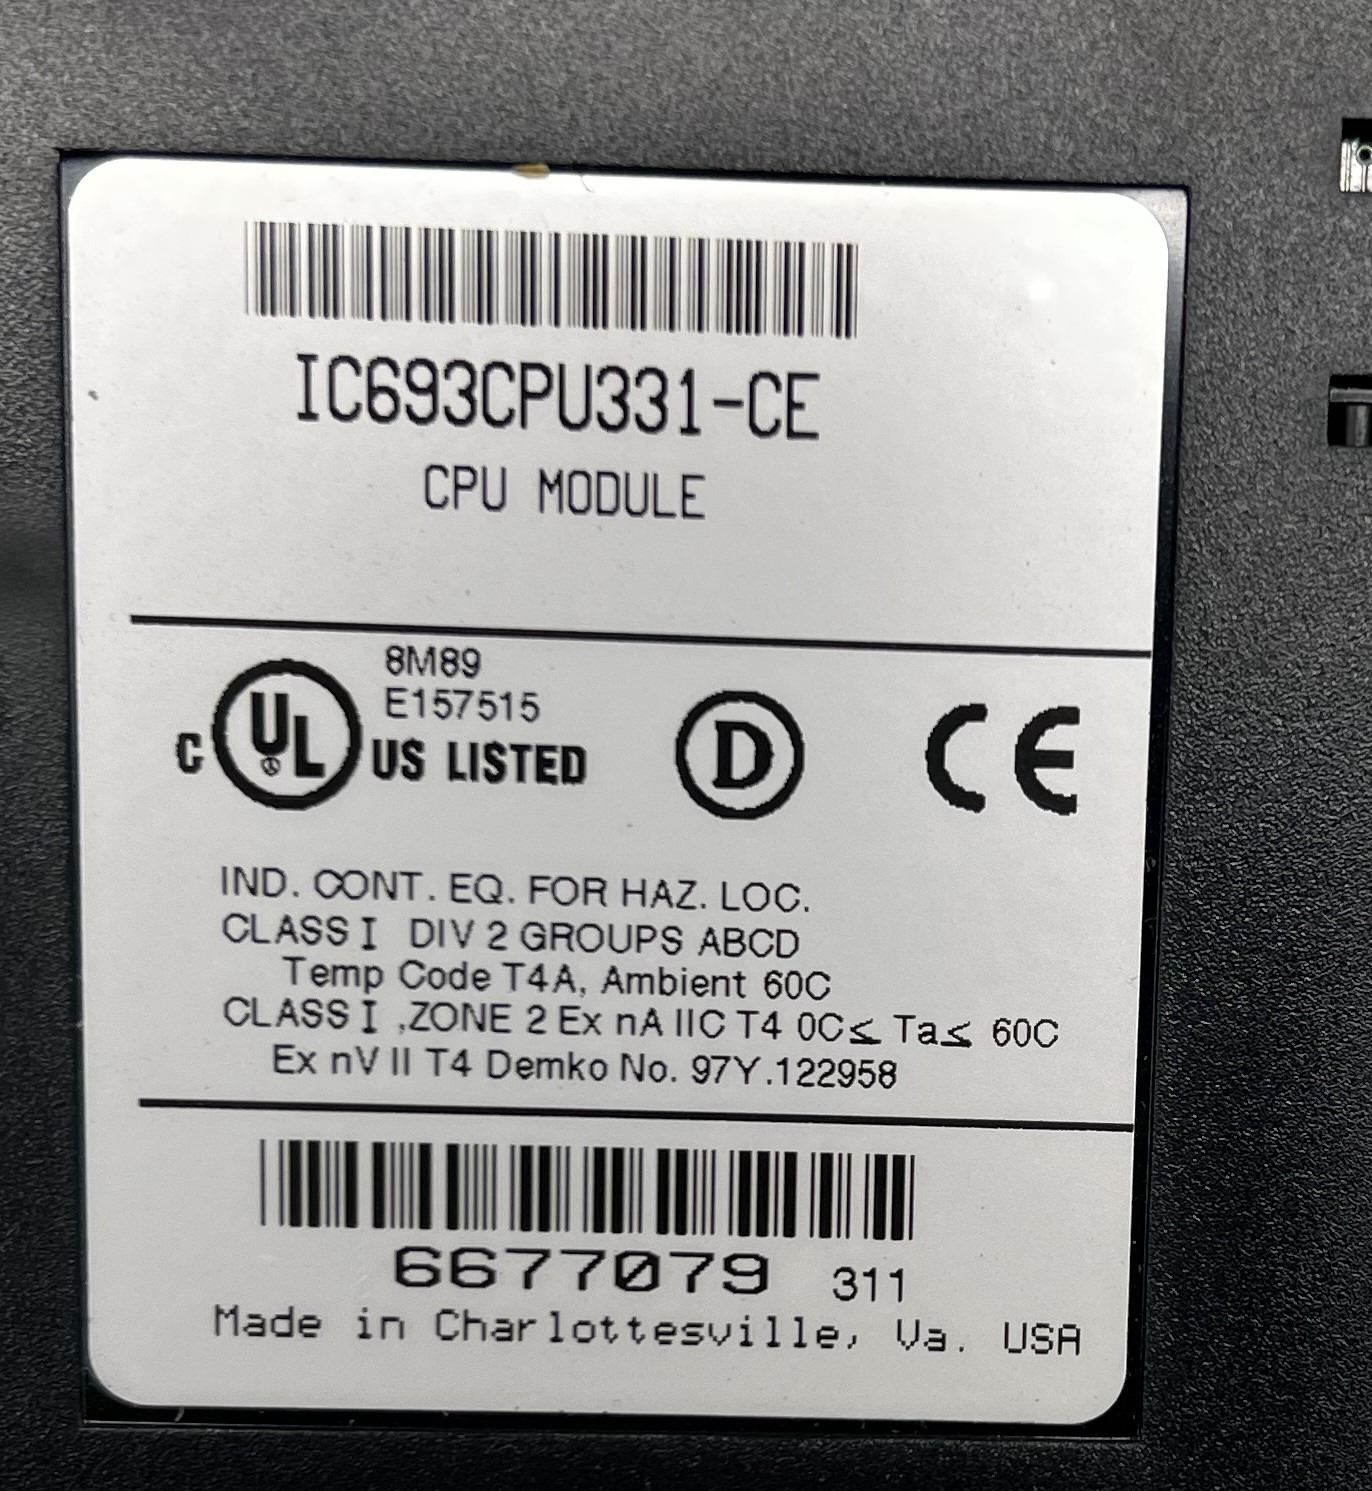 IC693CPU331-CE
CPU MODULE
8M89
E157515
C UL US LISTED
D
CE
IND. CONT. EQ. FOR HAZ. LOC.
CLASS I DIV 2 GROUPS ABCD
Temp Code T4A, Ambient 60C
CLASS I ,ZONE 2 Ex nA IIC T4 0C≤ Ta≤ 60C
Ex nV II T4 Demko No. 97Y.122958
6677079 311
Made in Charlottesville, Va. USA